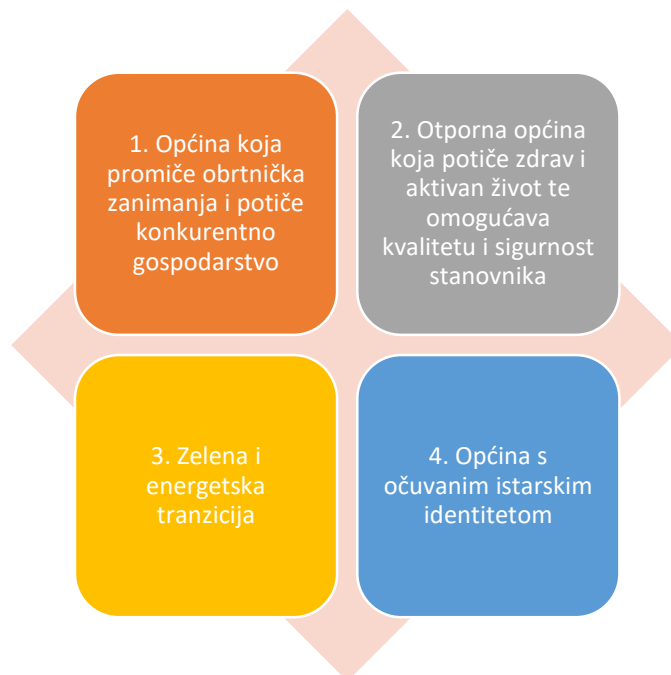 1. Općina koja
promiče obrtnička
zanimanja i potiče
konkurentno
gospodarstvo
2. Otporna općina
koja potiče zdrav i
aktivan život te
omogućava
kvalitetu i sigurnost
stanovnika
3. Zelena i
energetska
tranzicija
4. Općina s
očuvanim istarskim
identitetom